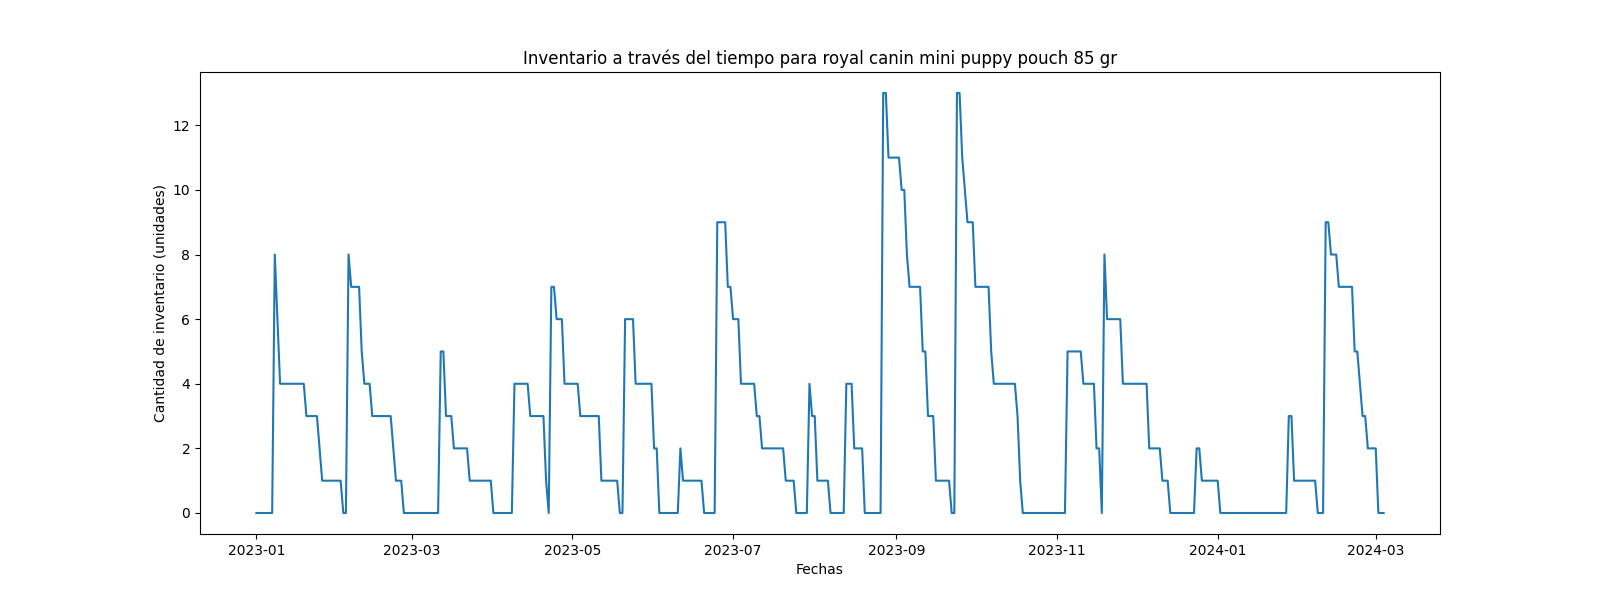 Inventario a través del tiempo para royal canin mini puppy pouch 85 gr
Cantidad de inventario (unidades)
12
10
8
6
4
2
0
2023-01 2023-03 2023-05 2023-07 2023-09 2023-11 2024-01 2024-03
Fechas